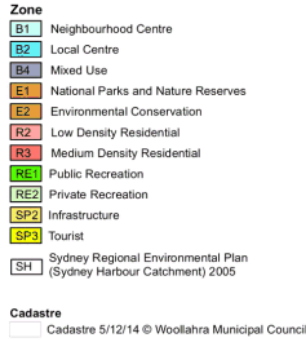 Zone
B1 Neighbourhood Centre
B2 Local Centre
B4 Mixed Use
E1 National Parks and Nature Reserves
E2 Environmental Conservation
R2 Low Density Residential
R3 Medium Density Residential
RE1 Public Recreation
RE2 Private Recreation
SP2 Infrastructure
SP3 Tourist
SH Sydney Regional Environmental Plan
(Sydney Harbour Catchment) 2005
Cadastre
Cadastre 5/12/14 © Woollahra Municipal Council